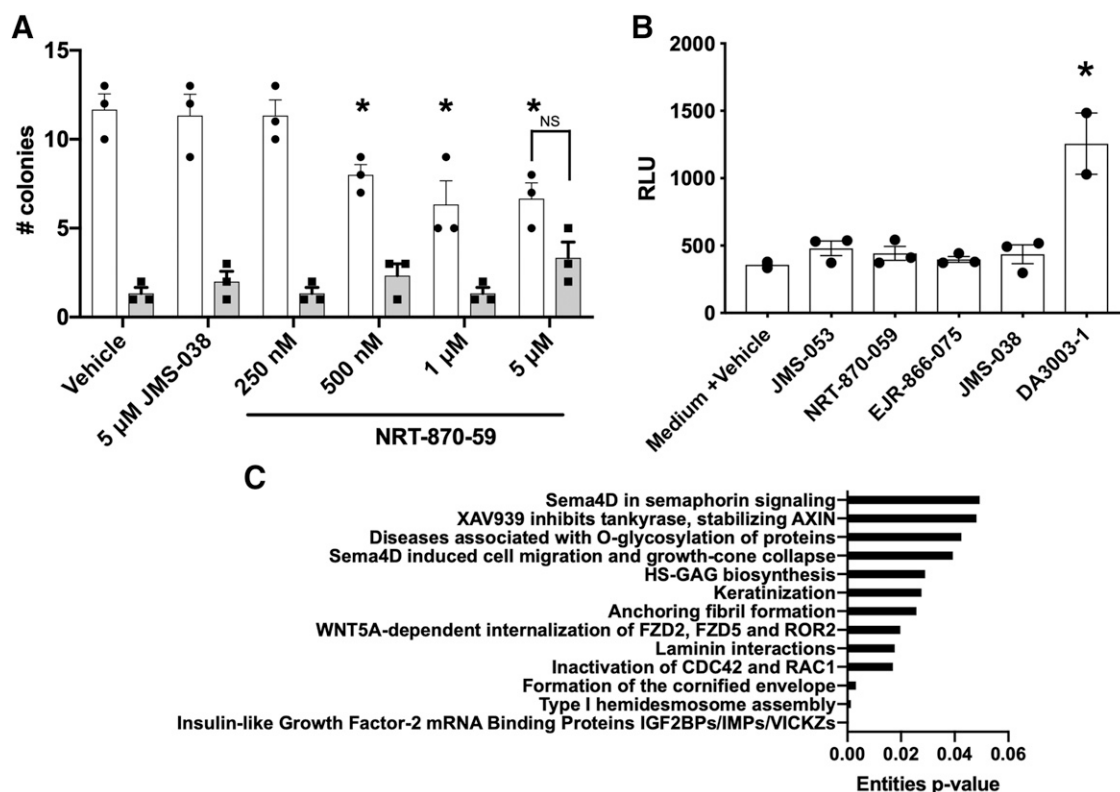 A
# colonies
15
10
5
0
*
*
*
NS
Vehicle
5 µM JMS-038
250 nM
500 nM
1 µM
5 µM
NRT-870-59
B
RLU
2000
1500
1000
500
0
*
Medium +Vehicle
JMS-053
NRT-870-059
EJR-866-075
JMS-038
DA3003-1
C
Sema4D in semaphorin signaling
XAV939 inhibits tankyrase, stabilizing AXIN
Diseases associated with O-glycosylation of proteins
Sema4D induced cell migration and growth-cone collapse
HS-GAG biosynthesis
Keratinization
Anchoring fibril formation
WNT5A-dependent internalization of FZD2, FZD5 and ROR2
Laminin interactions
Inactivation of CDC42 and RAC1
Formation of the cornified envelope
Type I hemidesmosome assembly
Insulin-like Growth Factor-2 mRNA Binding Proteins IGF2BPs/IMPs/VICKZs
0.00 0.02 0.04 0.06
Entities p-value